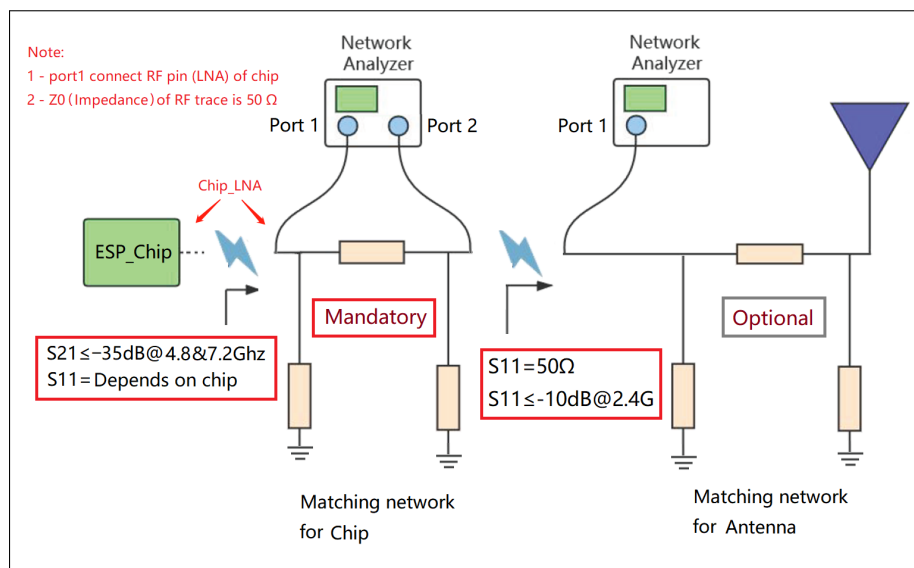 Note:
1 - port1 connect RF pin (LNA) of chip
2 - Z0(Impedance) of RF trace is 50 Ω
Network
Analyzer
Port 1
Port 2
Network
Analyzer
Port 1
Chip_LNA
ESP_Chip
Mandatory
Optional
S21≤-35dB@4.8&7.2Ghz
S11=Depends on chip
S11=50Ω
S11≤-10dB@2.4G
Matching network
for Chip
Matching network
for Antenna